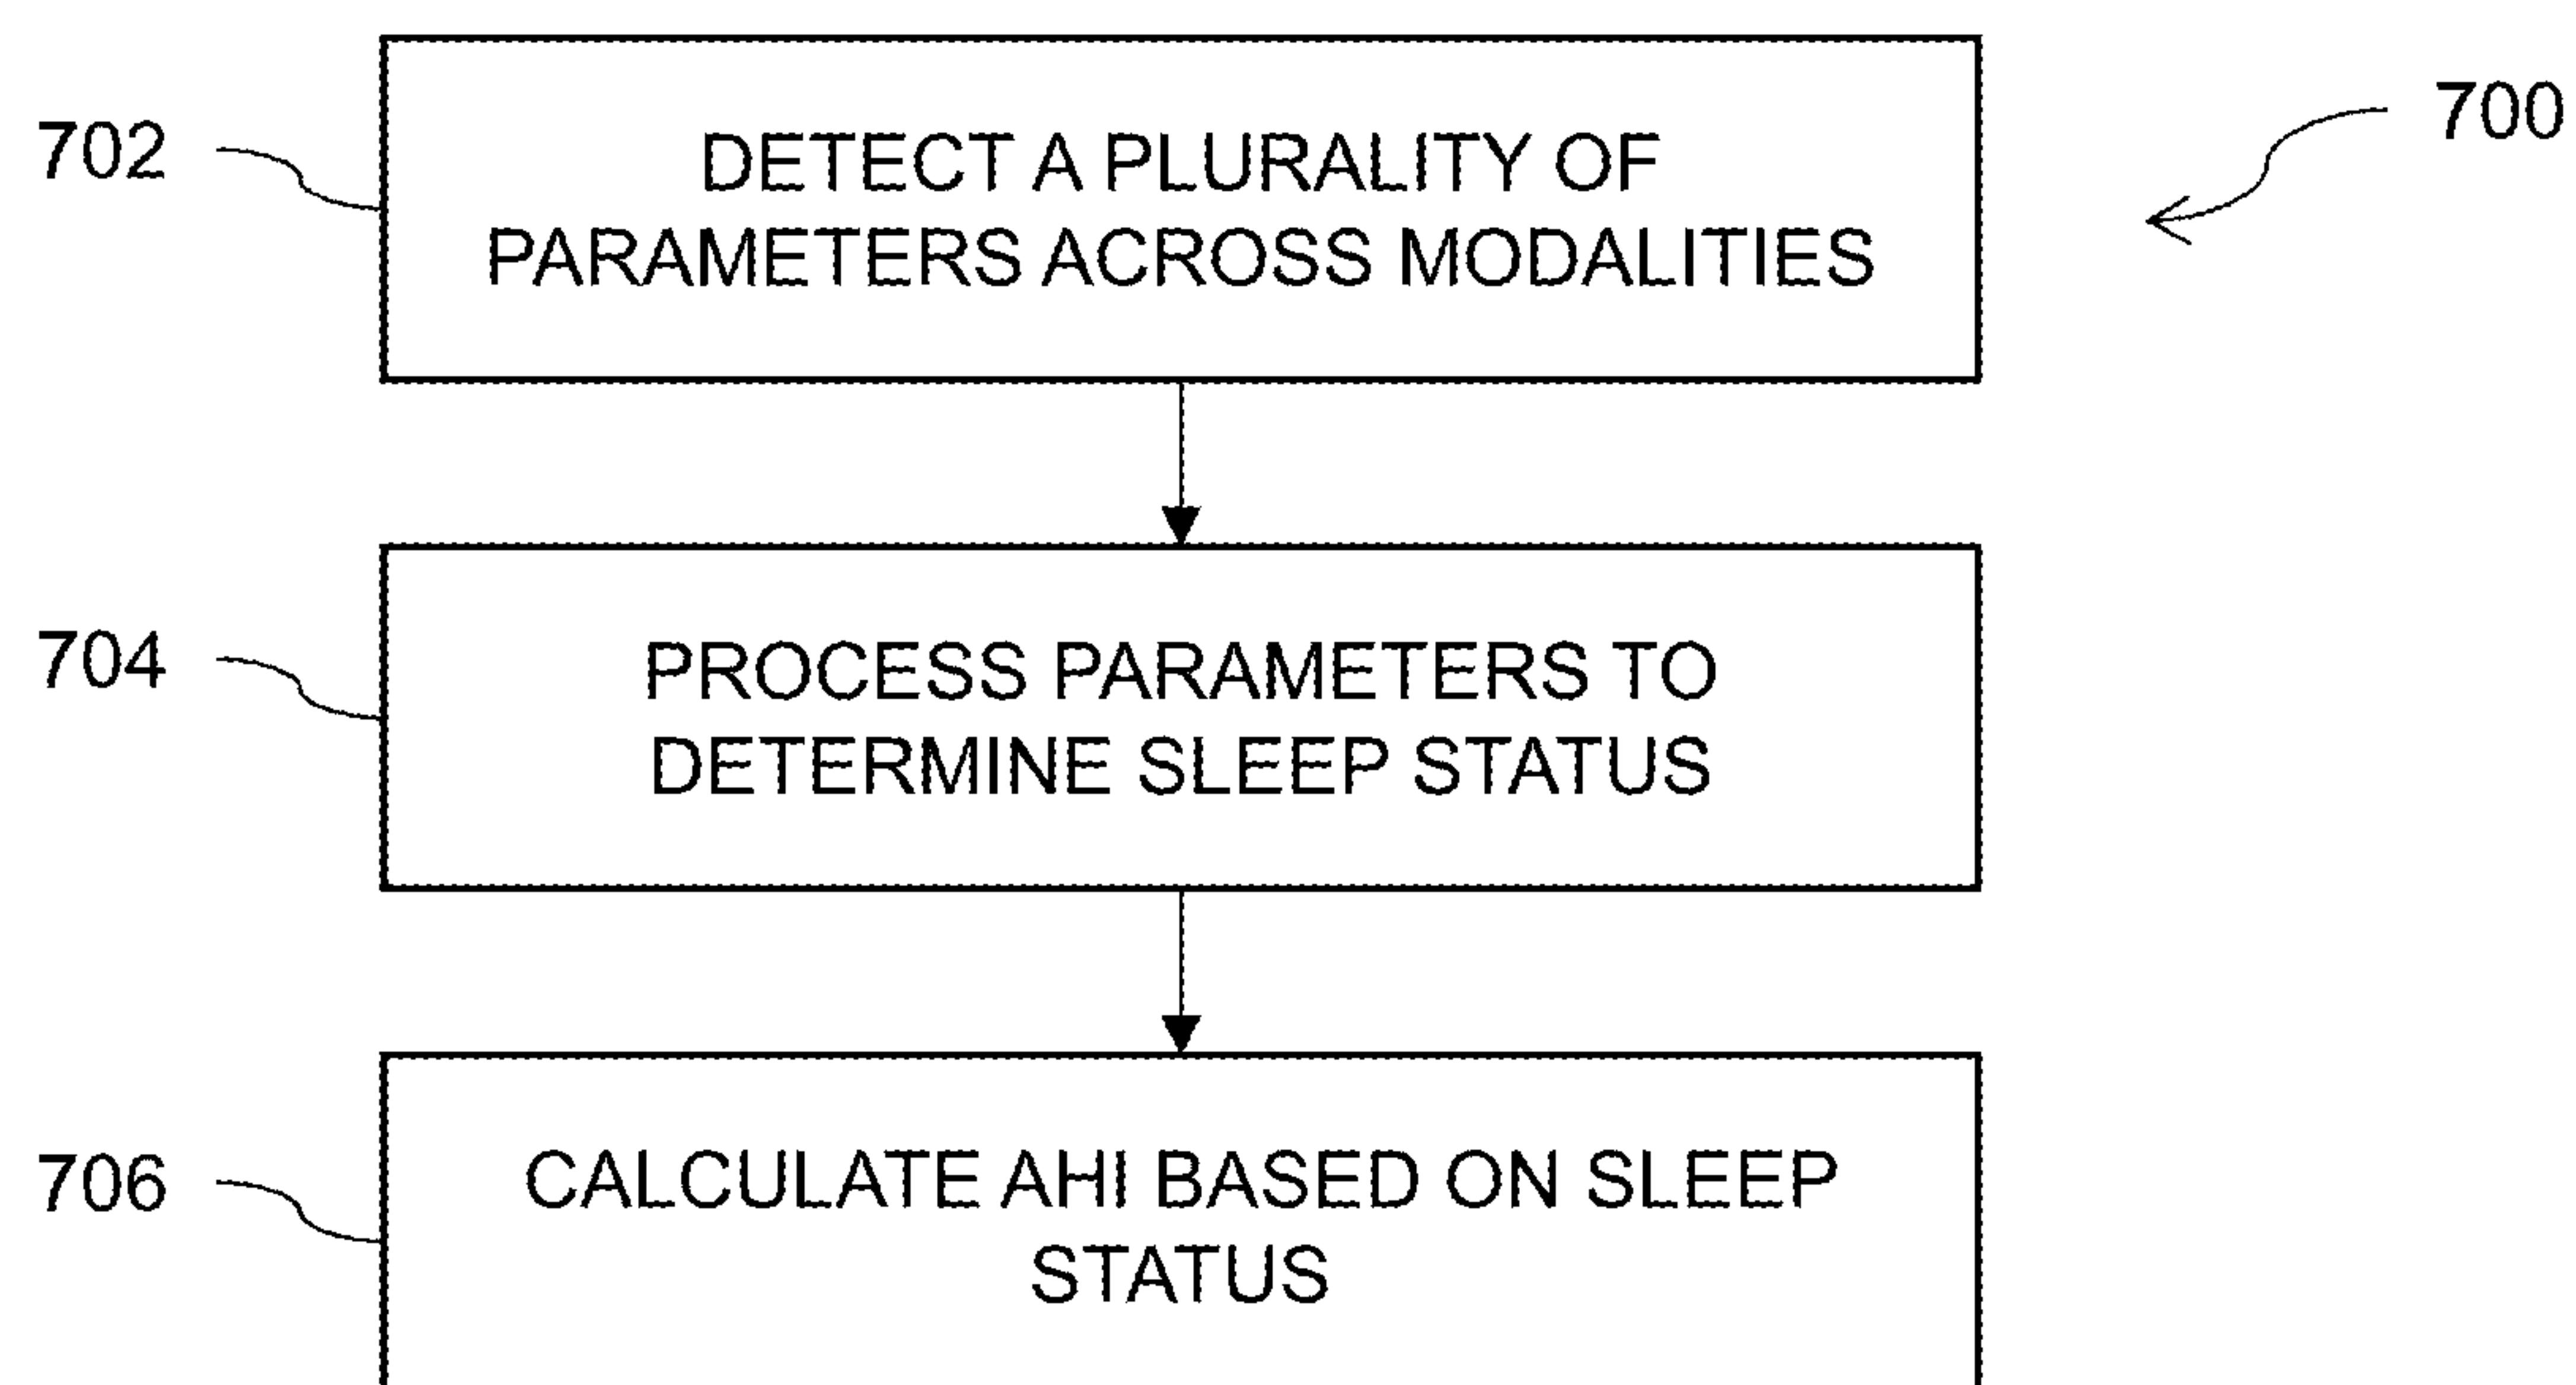 700
702
DETECT A PLURALITY OF
PARAMETERS ACROSS MODALITIES
704
PROCESS PARAMETERS TO
DETERMINE SLEEP STATUS
706
CALCULATE AHI BASED ON SLEEP
STATUS